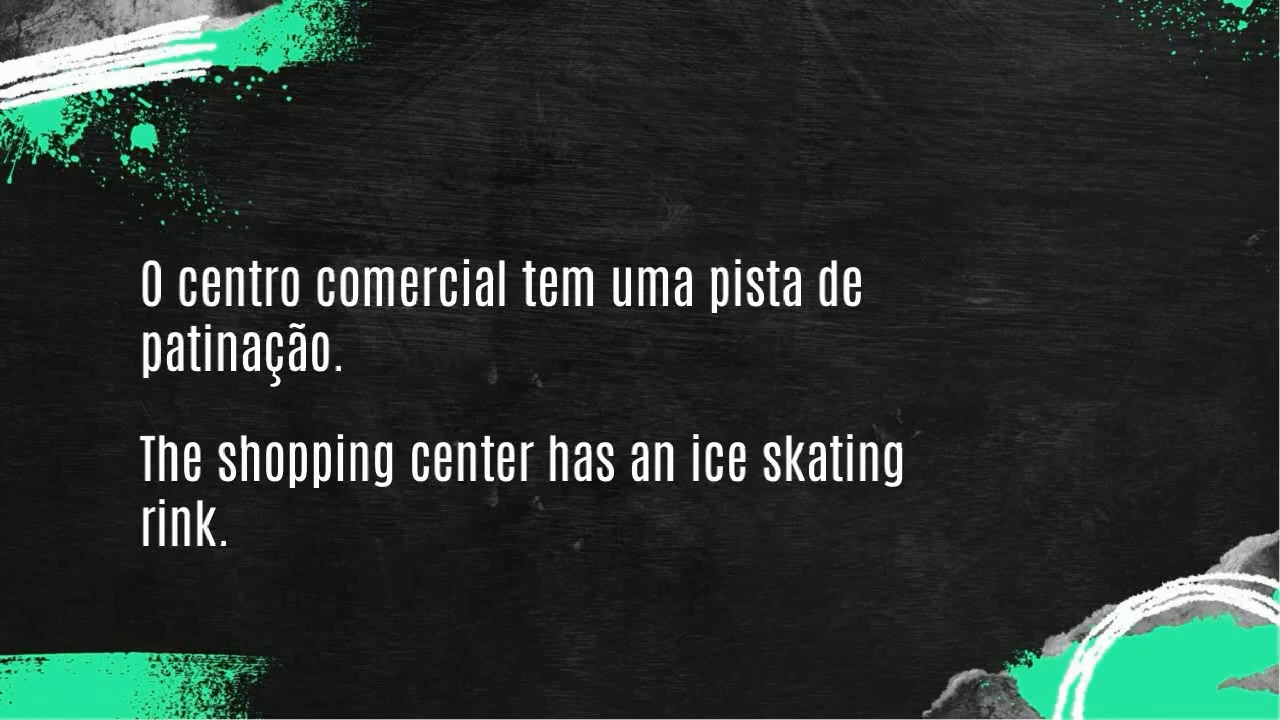 O centro comercial tem uma pista de
patinação.
The shopping center has an ice skating
rink.